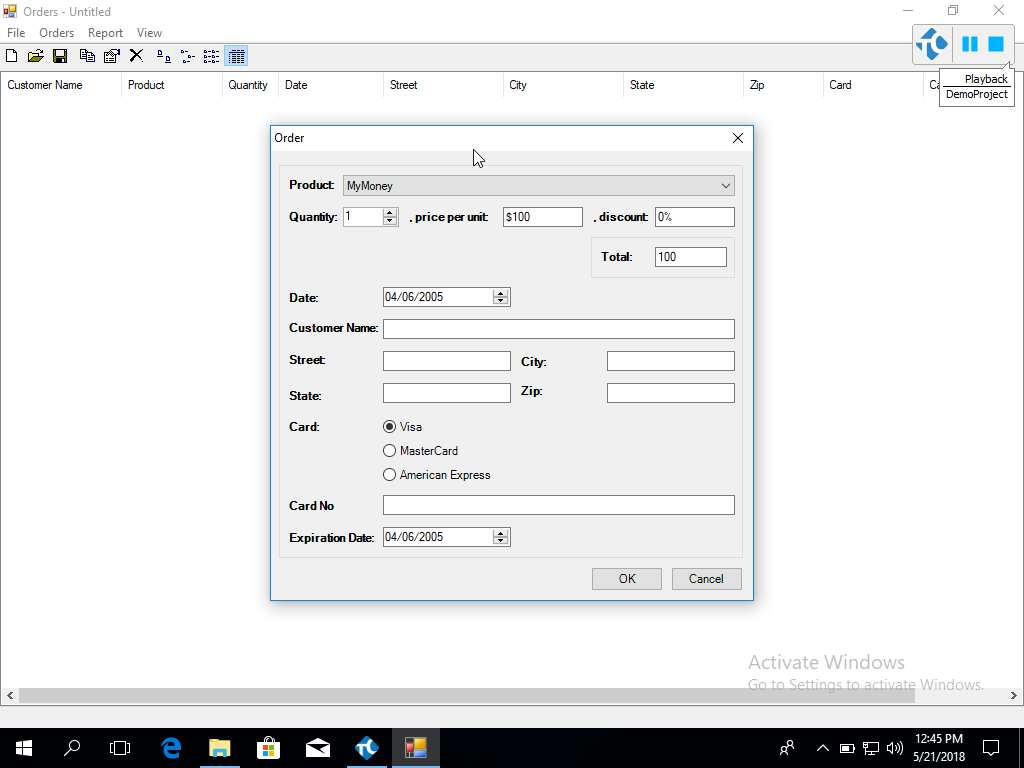 Orders - Untitled
File Orders Report View
Customer Name Product Quantity Date Street City State Zip Card
Playback
DemoProject
Order
Product: MyMoney
Quantity: 1 , price per unit: $100 , discount: 0%
Total: 100
Date: 04/06/2005
Customer Name:
Street: City:
State: Zip:
Card: Visa
MasterCard
American Express
Card No
Expiration Date: 04/06/2005
OK Cancel
Activate Windows
Go to Settings to activate Windows.
12:45 PM
5/21/2018